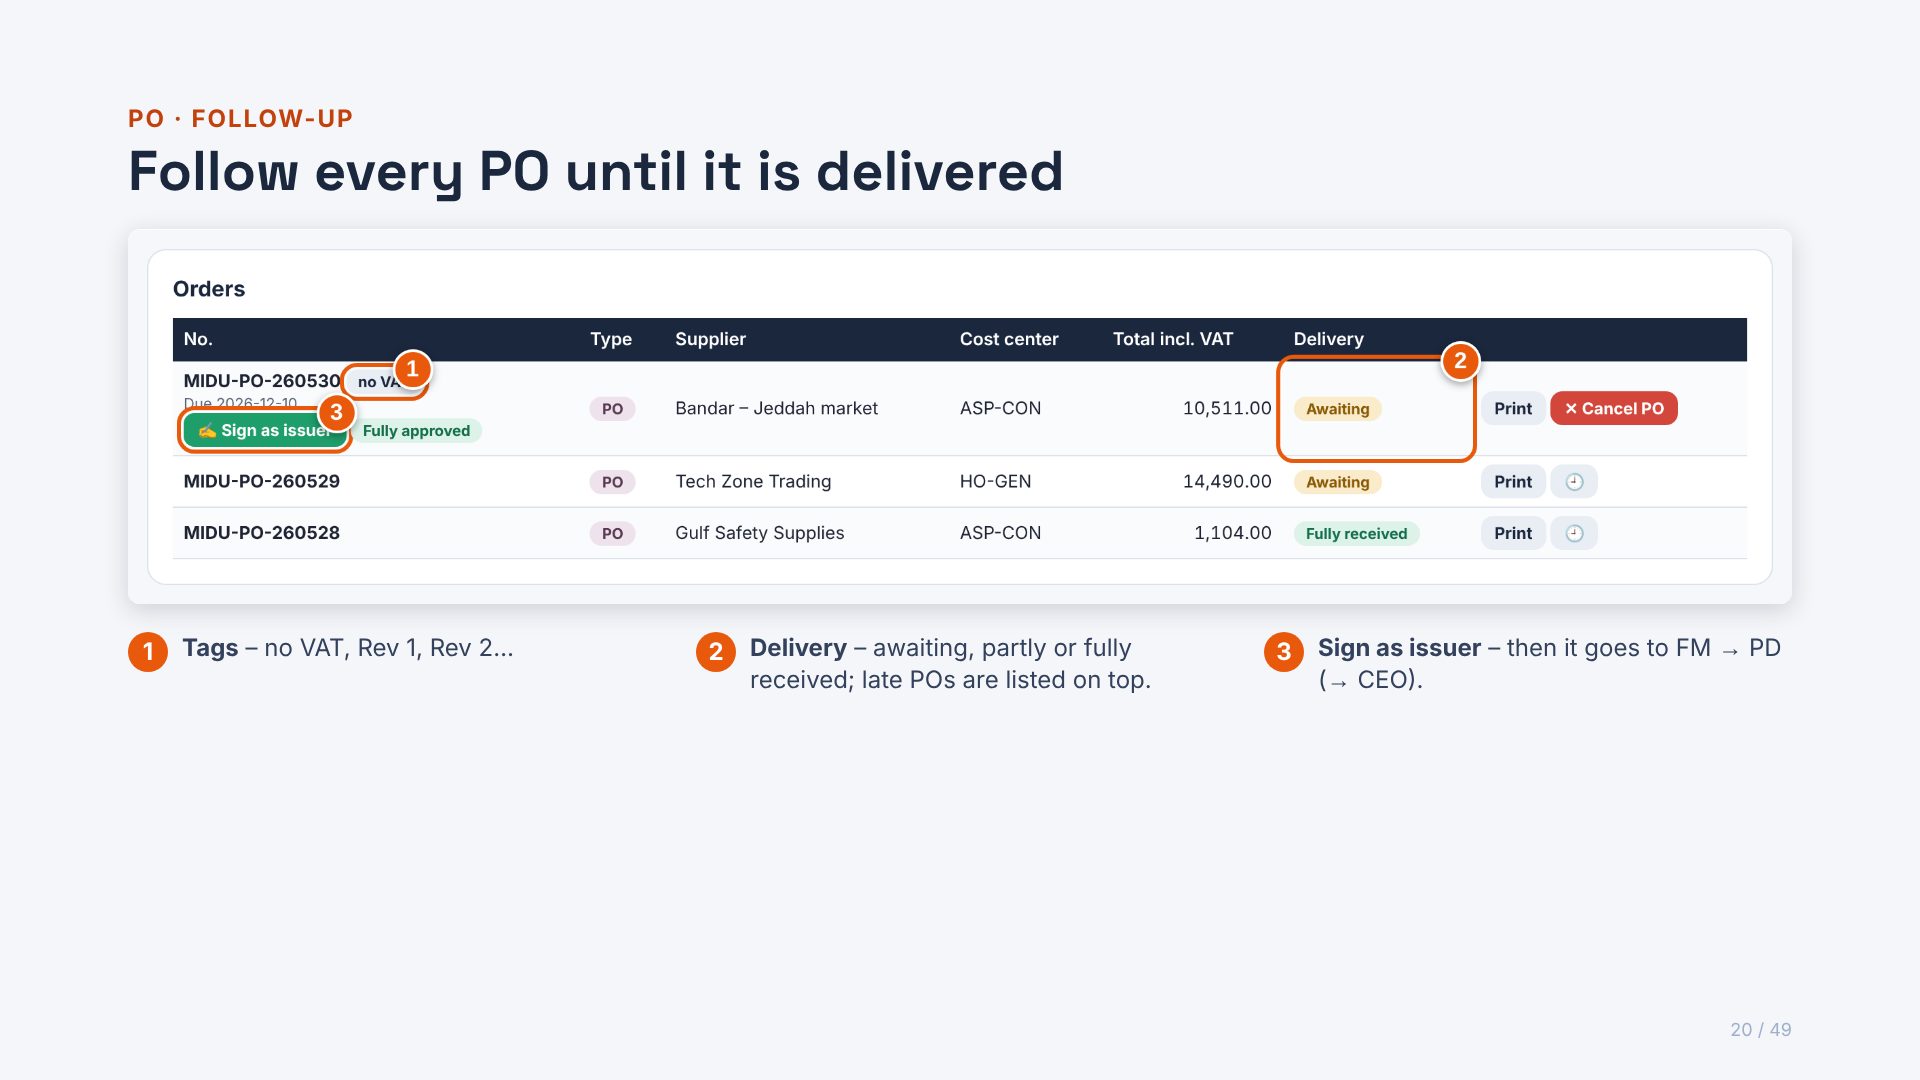 PO · FOLLOW-UP
Follow every PO until it is delivered
Orders
No. Type Supplier Cost center Total incl. VAT Delivery
MIDU-PO-260530 no VA 1 2
Due 2026-12-10 3
✍ Sign as issuer Fully approved PO Bandar – Jeddah market ASP-CON 10,511.00 Awaiting Print ✕ Cancel PO
MIDU-PO-260529 PO Tech Zone Trading HO-GEN 14,490.00 Awaiting Print
MIDU-PO-260528 PO Gulf Safety Supplies ASP-CON 1,104.00 Fully received Print
1 Tags – no VAT, Rev 1, Rev 2...
2 Delivery – awaiting, partly or fully
received; late POs are listed on top.
3 Sign as issuer – then it goes to FM → PD
(→ CEO).
20 / 49